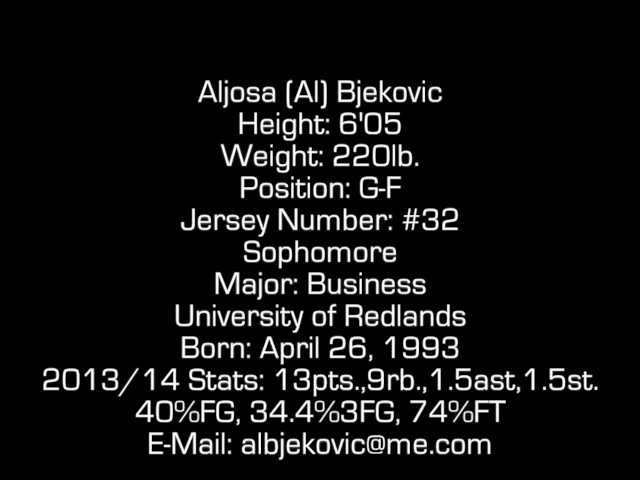 Aljosa (Al) Bjekovic
Height: 6'05
Weight: 220lb.
Position: G-F
Jersey Number: #32
Sophomore
Major: Business
University of Redlands
Born: April 26, 1993
2013/14 Stats: 13pts.,9rb.,1.5ast,1.5st.
40%FG, 34.4%3FG, 74%FT
E-Mail: albjekovic@me.com